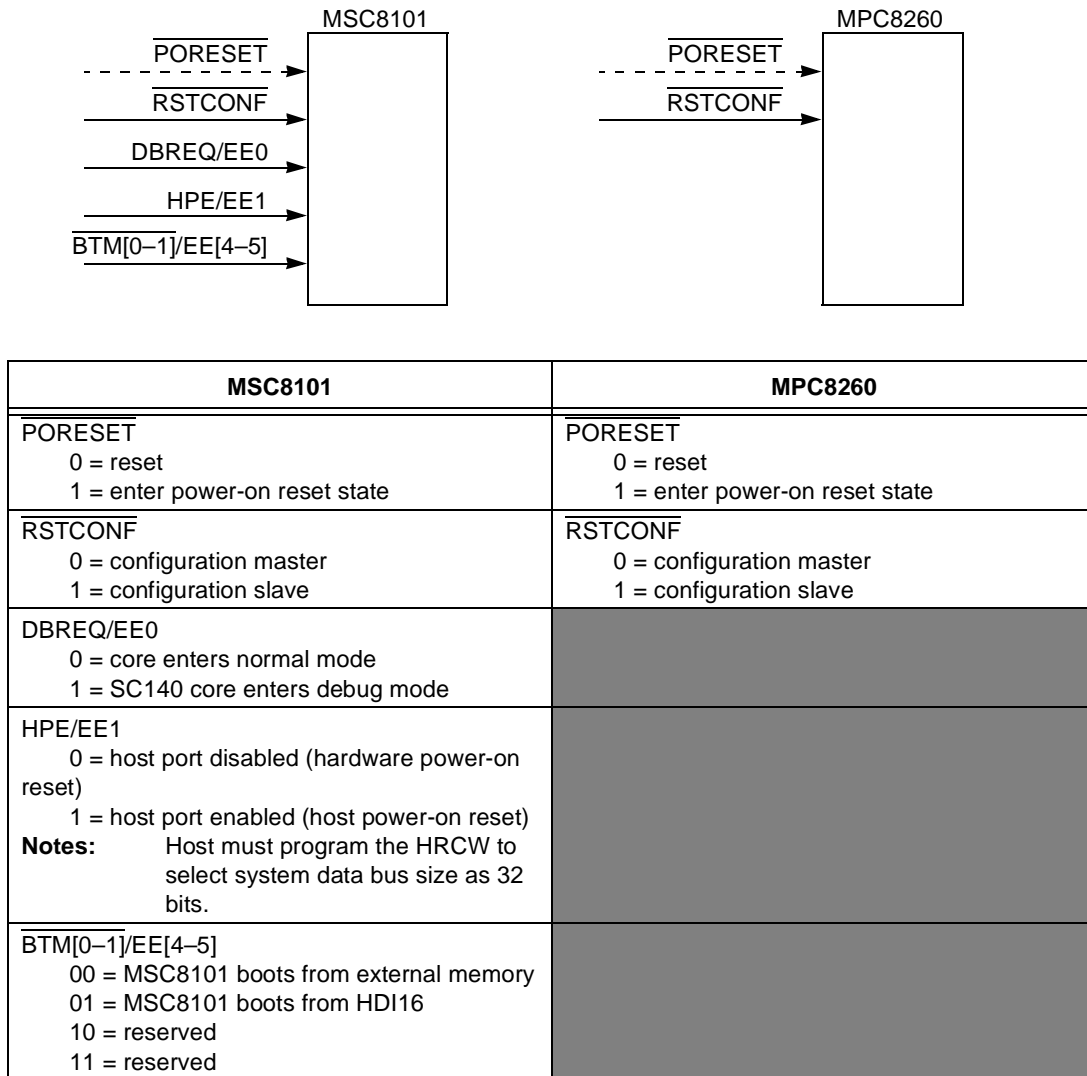 MSC8101
MPC8260
PORESET
PORESET
RSTCONF
RSTCONF
DBREQ/EE0
HPE/EE1
BTM[0–1]/EE[4–5]
MSC8101
MPC8260
PORESET
0 = reset
1 = enter power-on reset state
PORESET
0 = reset
1 = enter power-on reset state
RSTCONF
0 = configuration master
1 = configuration slave
RSTCONF
0 = configuration master
1 = configuration slave
DBREQ/EE0
0 = core enters normal mode
1 = SC140 core enters debug mode
HPE/EE1
0 = host port disabled (hardware power-on
reset)
1 = host port enabled (host power-on reset)
Notes: Host must program the HRCW to
select system data bus size as 32
bits.
BTM[0–1]/EE[4–5]
00 = MSC8101 boots from external memory
01 = MSC8101 boots from HDI16
10 = reserved
11 = reserved